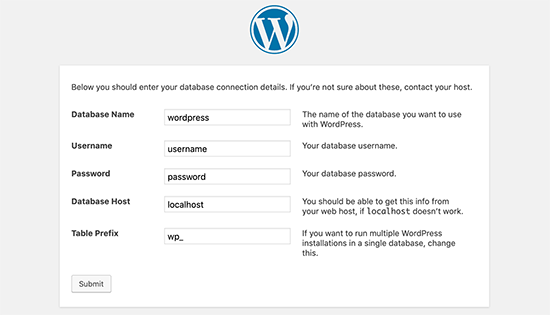 Below you should enter your database connection details. If you're not sure about these, contact your host.
Database Name
wordpress
The name of the database you want to use
with WordPress.
Username
username
Your database username.
Password
password
Your database password.
Database Host
localhost
You should be able to get this info from
your web host, if localhost doesn't work.
Table Prefix
wp_
If you want to run multiple WordPress
installations in a single database, change
this.
Submit